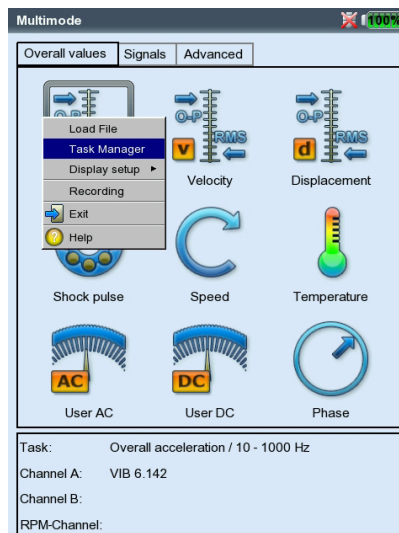 Multimode 100%
Overall values Signals Advanced
O-P
O-P RMS
O-P RMS
v
d
Load File
Task Manager
Display setup
Recording
Exit
? Help
Velocity Displacement
Shock pulse Speed Temperature
AC DC
User AC User DC Phase
Task: Overall acceleration / 10 - 1000 Hz
Channel A: VIB 6.142
Channel B:
RPM-Channel: